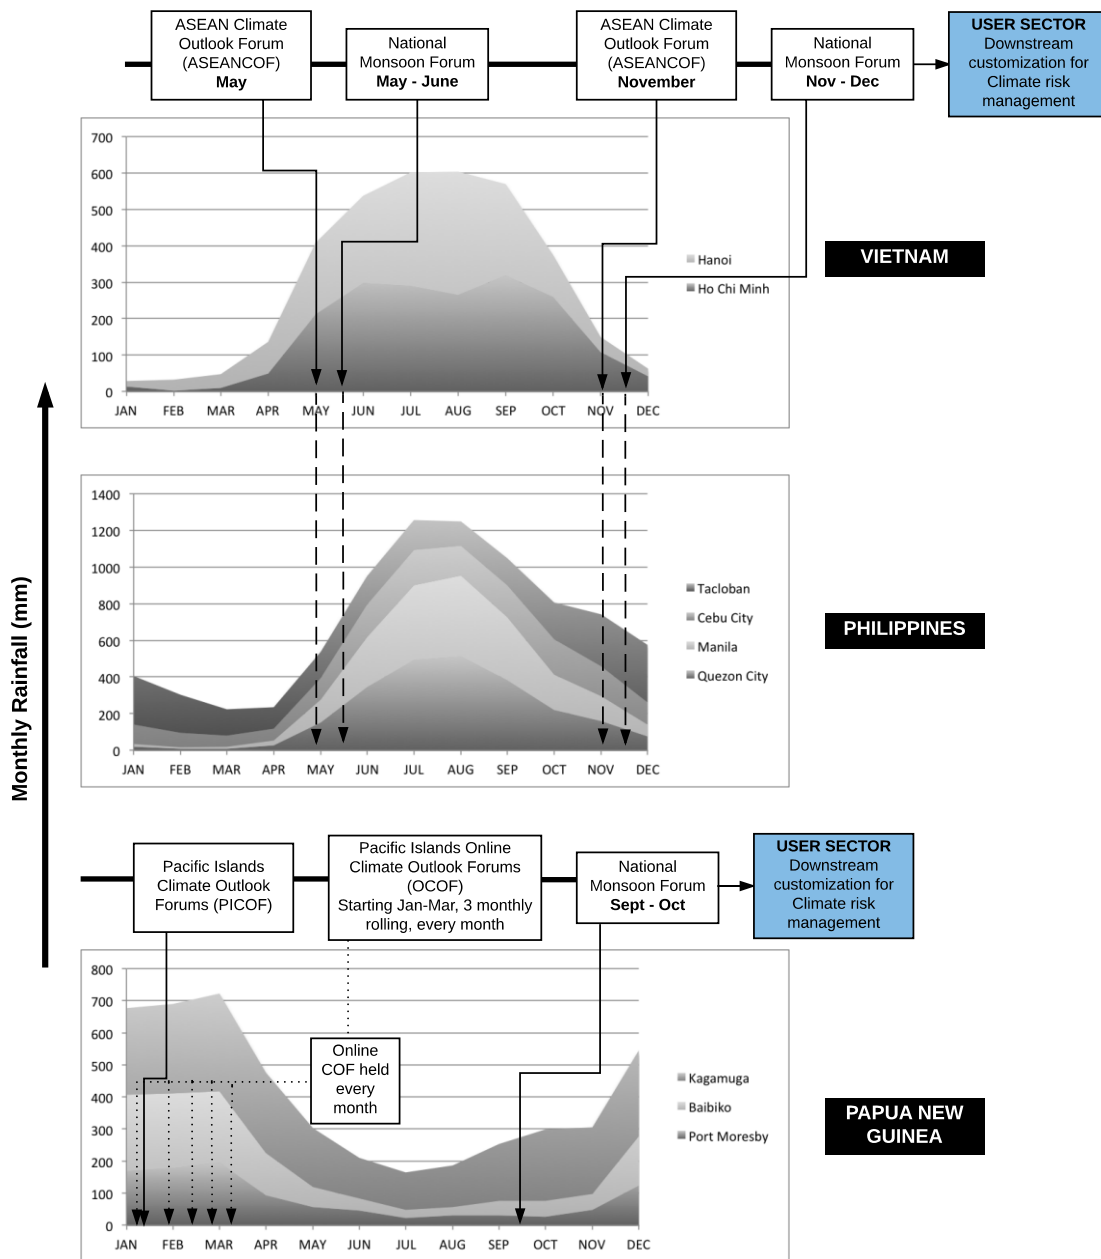 ASEAN Climate
Outlook Forum
(ASEANCOF)
May
National
Monsoon Forum
May - June
ASEAN Climate
Outlook Forum
(ASEANCOF)
November
National
Monsoon Forum
Nov - Dec
USER SECTOR
Downstream
customization for
Climate risk
management
700
600
500
400
300
200
100
0
JAN FEB MAR APR MAY JUN JUL AUG SEP OCT NOV DEC
Hanoi
Ho Chi Minh
VIETNAM
Monthly Rainfall (mm)
1400
1200
1000
800
600
400
200
0
JAN FEB MAR APR MAY JUN JUL AUG SEP OCT NOV DEC
Tacloban
Cebu City
Manila
Quezon City
PHILIPPINES
Pacific Islands
Climate Outlook
Forums (PICOF)
Pacific Islands Online
Climate Outlook Forums
(OCOF)
Starting Jan-Mar, 3 monthly
rolling, every month
National
Monsoon Forum
Sept - Oct
USER SECTOR
Downstream
customization for
Climate risk
management
800
700
600
500
400
300
200
100
0
JAN FEB MAR APR MAY JUN JUL AUG SEP OCT NOV DEC
Online
COF held
every
month
Kagamuga
Baibiko
Port Moresby
PAPUA NEW
GUINEA